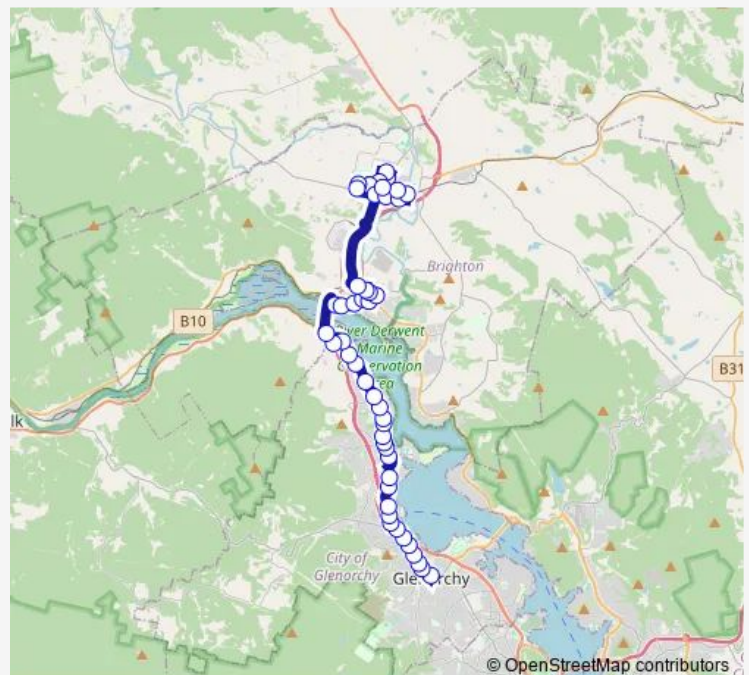 Brighton
B10
River Derwent
Marine
Conservation
Area
B31
lk
City of
Glenorchy
Glenorchy
© OpenStreetMap contributors